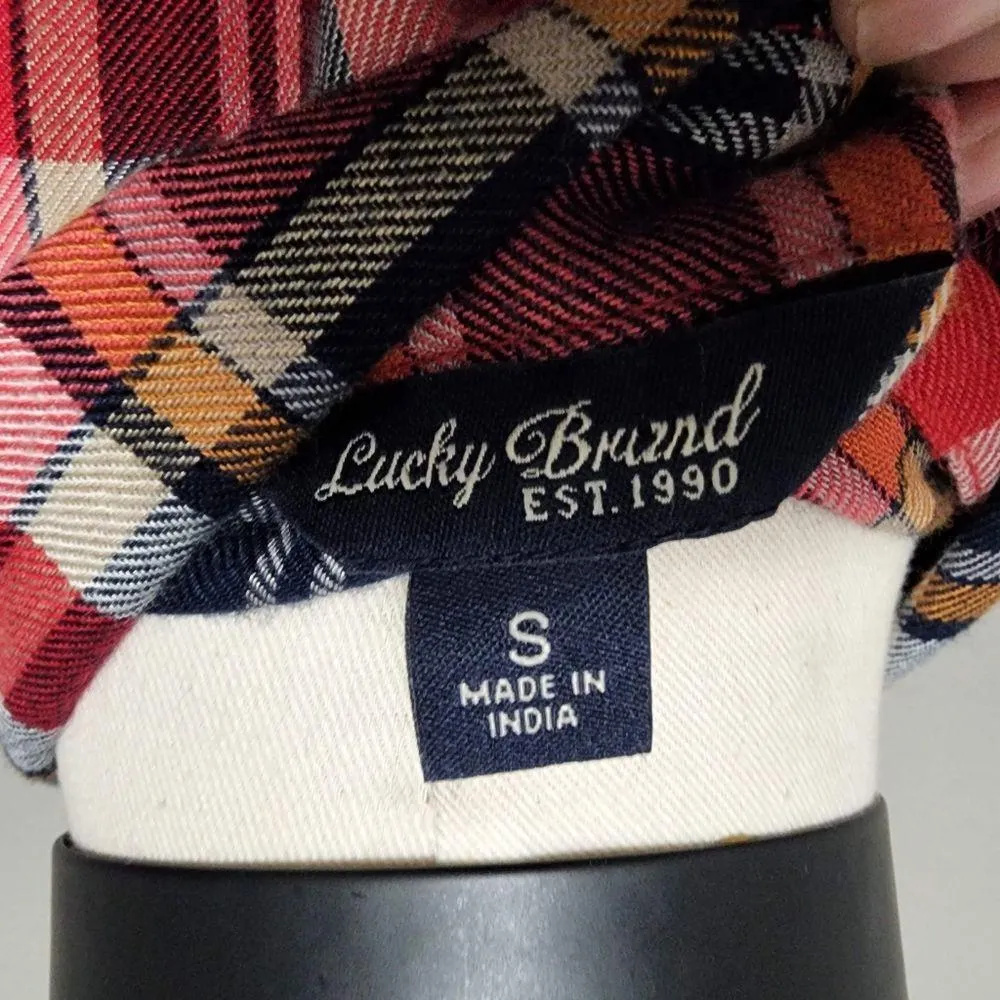 Lucky Brand
EST. 1990
S
MADE IN
INDIA